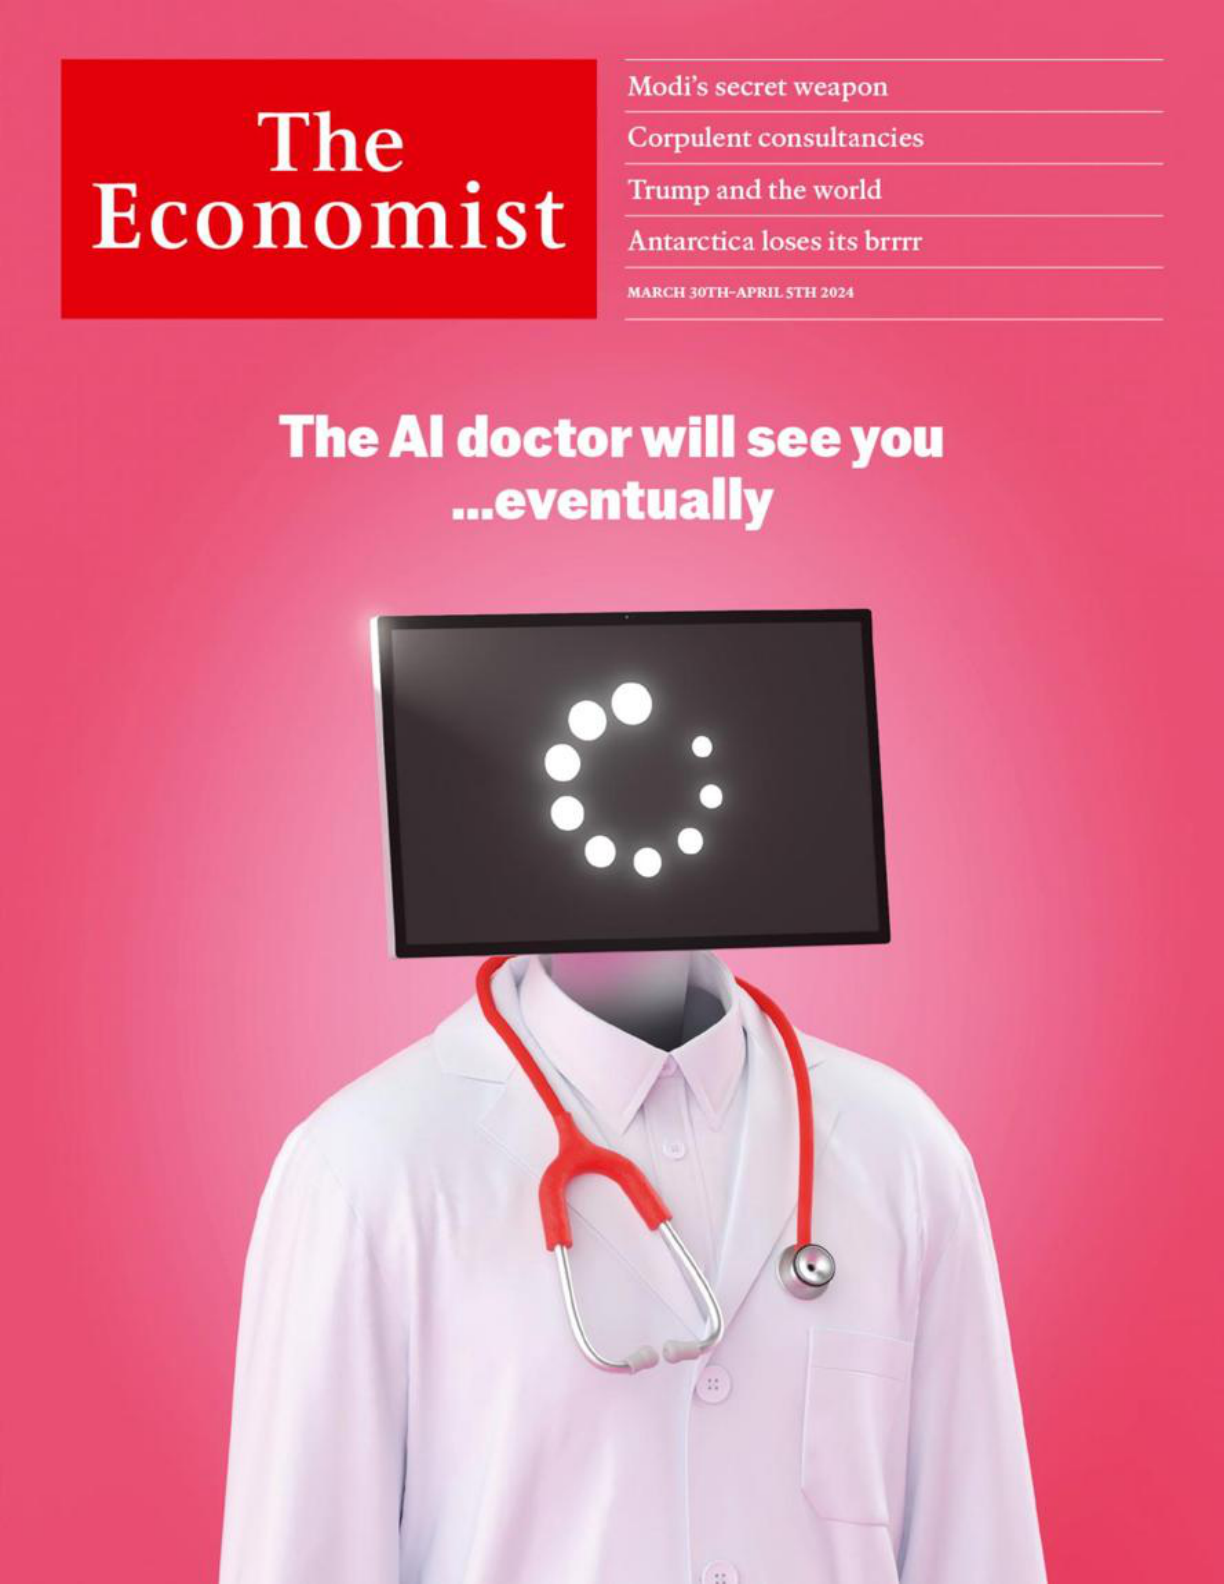 The
Economist
Modi's secret weapon
Corpulent consultancies
Trump and the world
Antarctica loses its brrrr
MARCH 30TH–APRIL 5TH 2024
The AI doctor will see you
...eventually